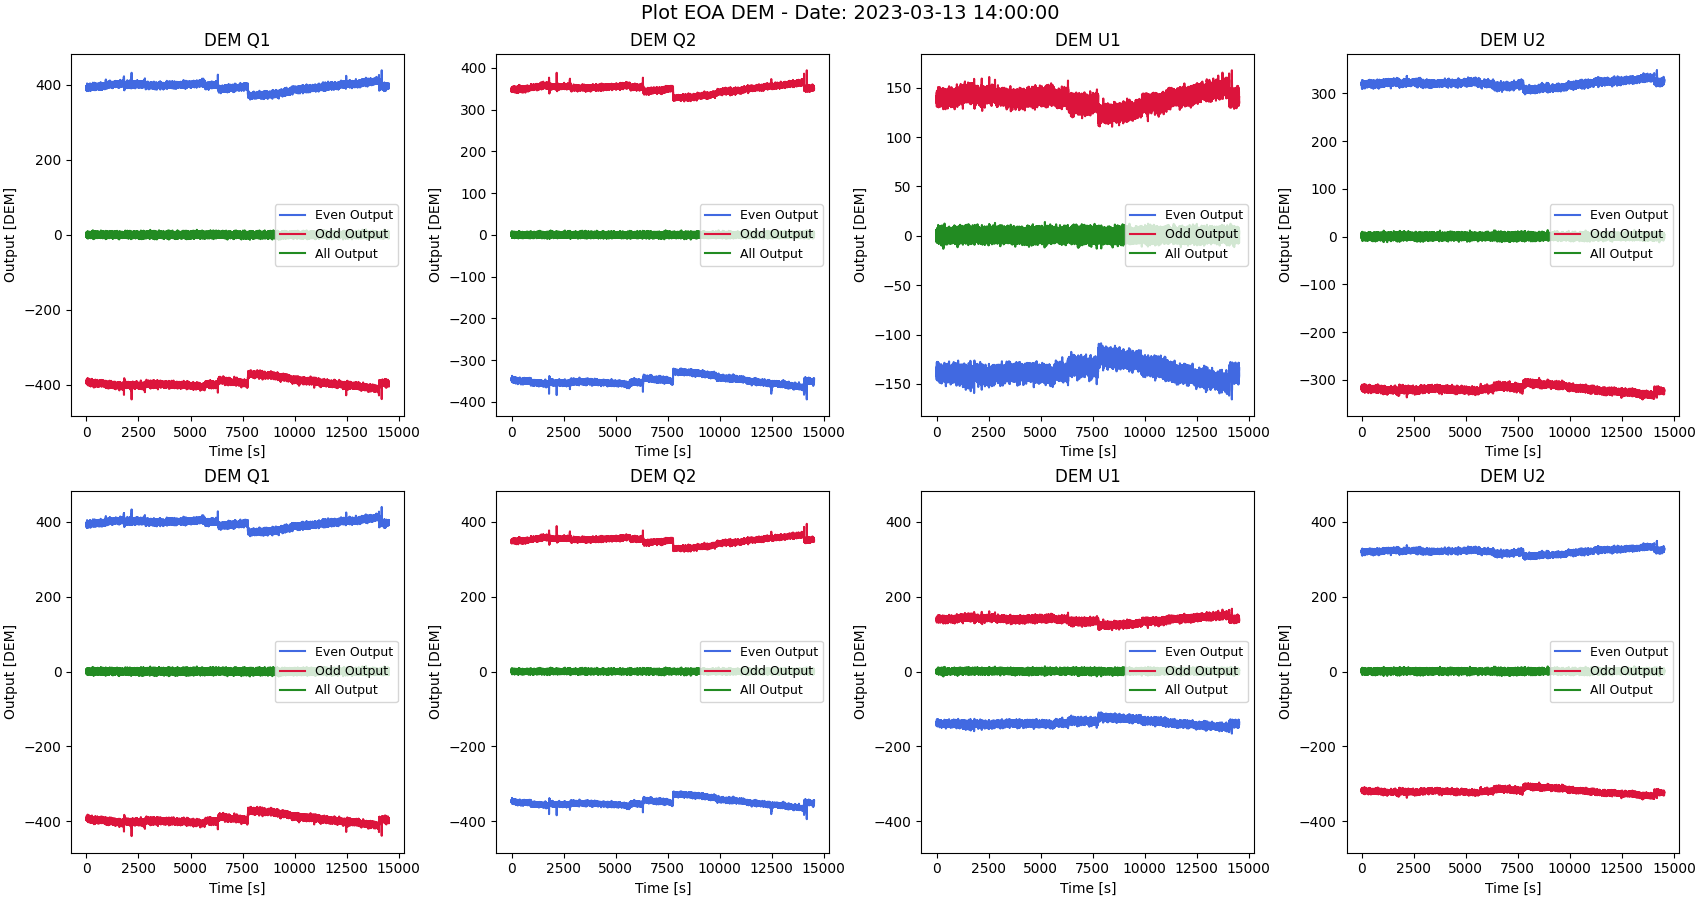 Plot EOA DEM - Date: 2023-03-13 14:00:00
DEM Q1
Output [DEM]
400
200
0
−200
−400
Even Output
Odd Output
All Output
0 2500 5000 7500 10000 12500 15000
Time [s]
DEM Q2
Output [DEM]
400
300
200
100
0
−100
−200
−300
−400
Even Output
Odd Output
All Output
0 2500 5000 7500 10000 12500 15000
Time [s]
DEM U1
Output [DEM]
150
100
50
0
−50
−100
−150
Even Output
Odd Output
All Output
0 2500 5000 7500 10000 12500 15000
Time [s]
DEM U2
Output [DEM]
300
200
100
0
−100
−200
−300
Even Output
Odd Output
All Output
0 2500 5000 7500 10000 12500 15000
Time [s]
DEM Q1
Output [DEM]
400
200
0
−200
−400
Even Output
Odd Output
All Output
0 2500 5000 7500 10000 12500 15000
Time [s]
DEM Q2
Output [DEM]
400
200
0
−200
−400
Even Output
Odd Output
All Output
0 2500 5000 7500 10000 12500 15000
Time [s]
DEM U1
Output [DEM]
400
200
0
−200
−400
Even Output
Odd Output
All Output
0 2500 5000 7500 10000 12500 15000
Time [s]
DEM U2
Output [DEM]
400
200
0
−200
−400
Even Output
Odd Output
All Output
0 2500 5000 7500 10000 12500 15000
Time [s]